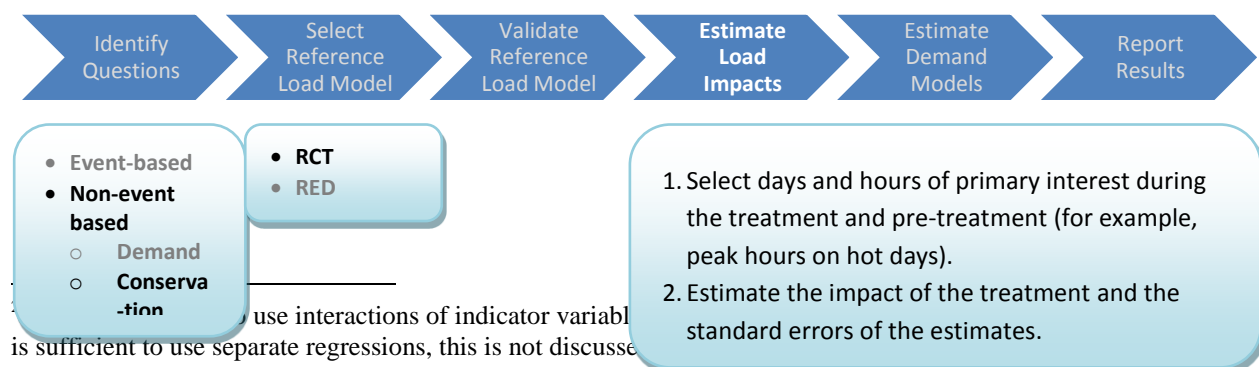 Identify
Questions
Select
Reference
Load Model
Validate
Reference
Load Model
Estimate
Load
Impacts
Estimate
Demand
Models
Report
Results
• Event-based
• Non-event
based
o Demand
o Conserva
-tion
• RCT
• RED
1. Select days and hours of primary interest during
the treatment and pre-treatment (for example,
peak hours on hot days).
2. Estimate the impact of the treatment and the
standard errors of the estimates.
use interactions of indicator
is sufficient to use separate regressions, this is not